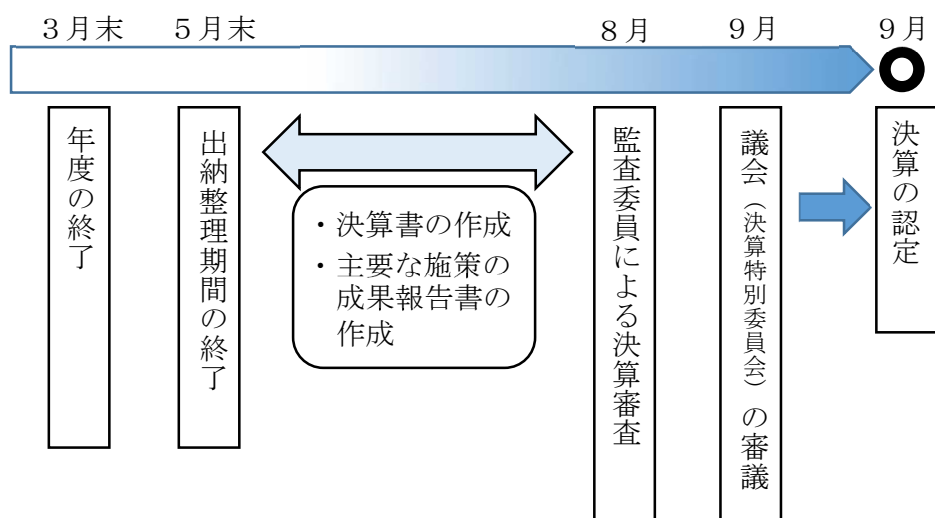 ３月末
５月末
８月
９月
９月
年度の終了
出納整理期間の終了
・決算書の作成
・主要な施策の
成果報告書の
作成
監査委員による決算審査
議会（決算特別委員会）の審議
決算の認定